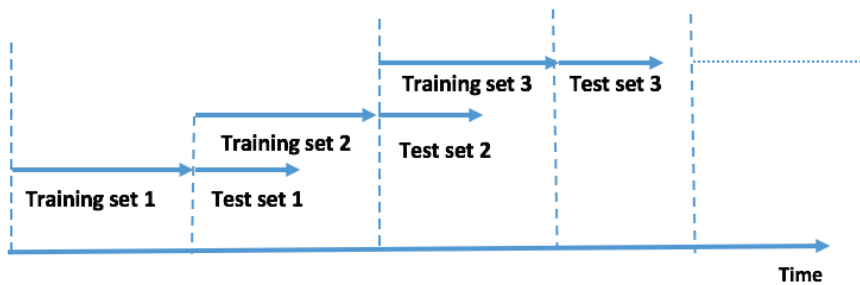 Training set 3
Test set 3
Training set 2
Test set 2
Training set 1
Test set 1
Time